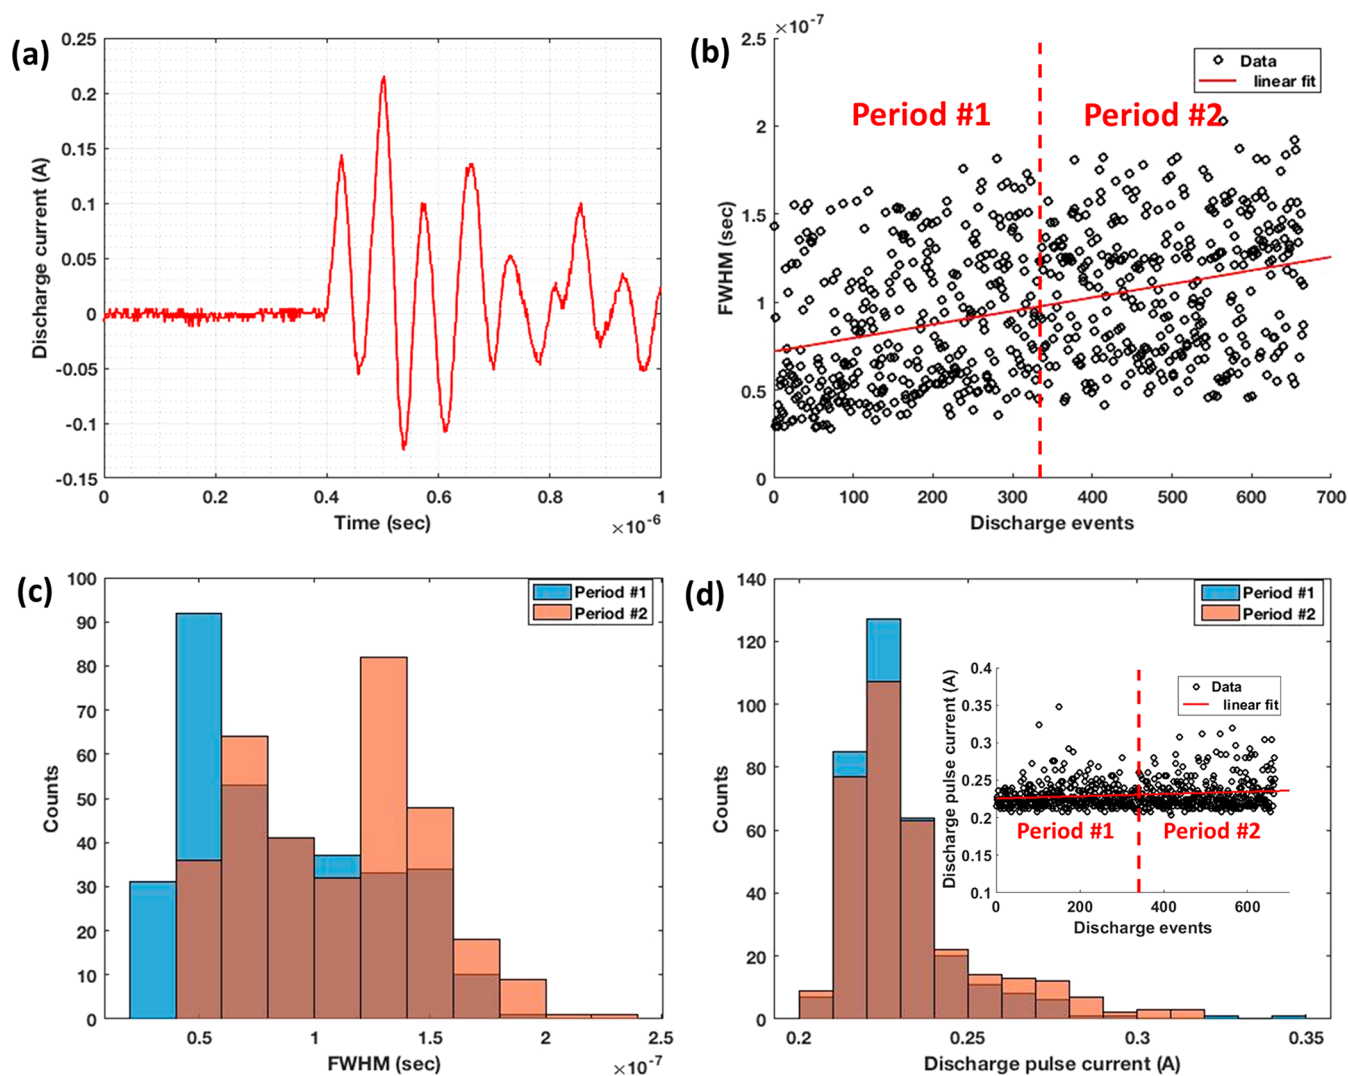 (a)
0.25
0.2
0.15
0.1
0.05
0
-0.05
-0.1
-0.15
Discharge current (A)
0
0.2
0.4
0.6
0.8
1
Time (sec)
×10⁻⁶
(b)
×10⁻⁷
2.5
2
1.5
1
0.5
0
FWHM (sec)
Period #1
Period #2
Data
linear fit
0
100
200
300
400
500
600
700
Discharge events
(c)
100
90
80
70
60
50
40
30
20
10
0
Counts
Period #1
Period #2
0.5
1
1.5
2
2.5
FWHM (sec)
×10⁻⁷
(d)
140
120
100
80
60
40
20
0
Counts
Period #1
Period #2
0.4
0.35
0.3
0.25
0.2
0.15
0.1
Discharge pulse current (A)
Data
linear fit
Period #1
Period #2
0
200
400
600
Discharge events
0.2
0.25
0.3
0.35
Discharge pulse current (A)